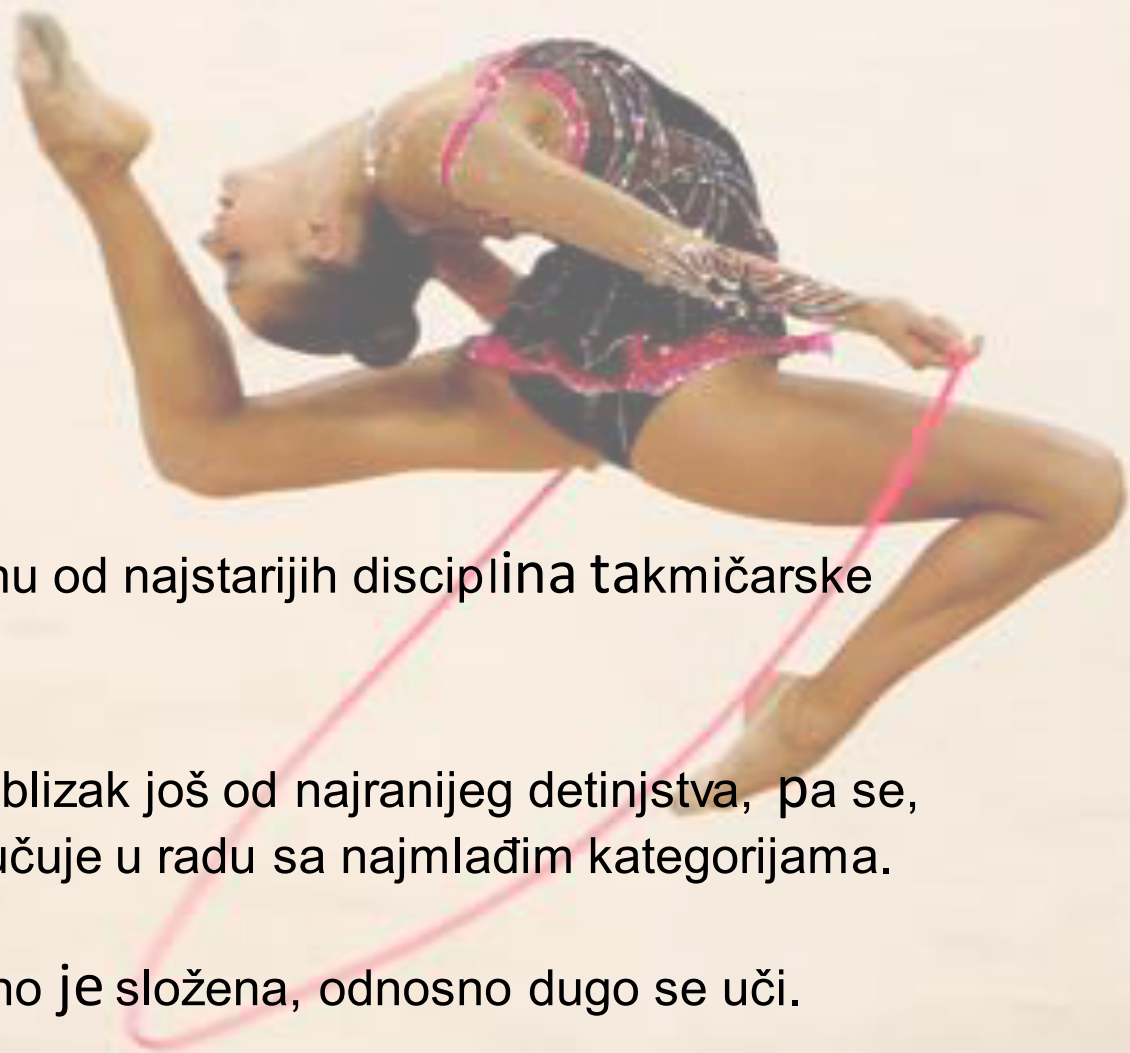 nu od najstarijih disciplina takmičarske
blizak još od najranijeg detinjstva, pa se,
učuje u radu sa najmlađim kategorijama.
no je složena, odnosno dugo se uči.